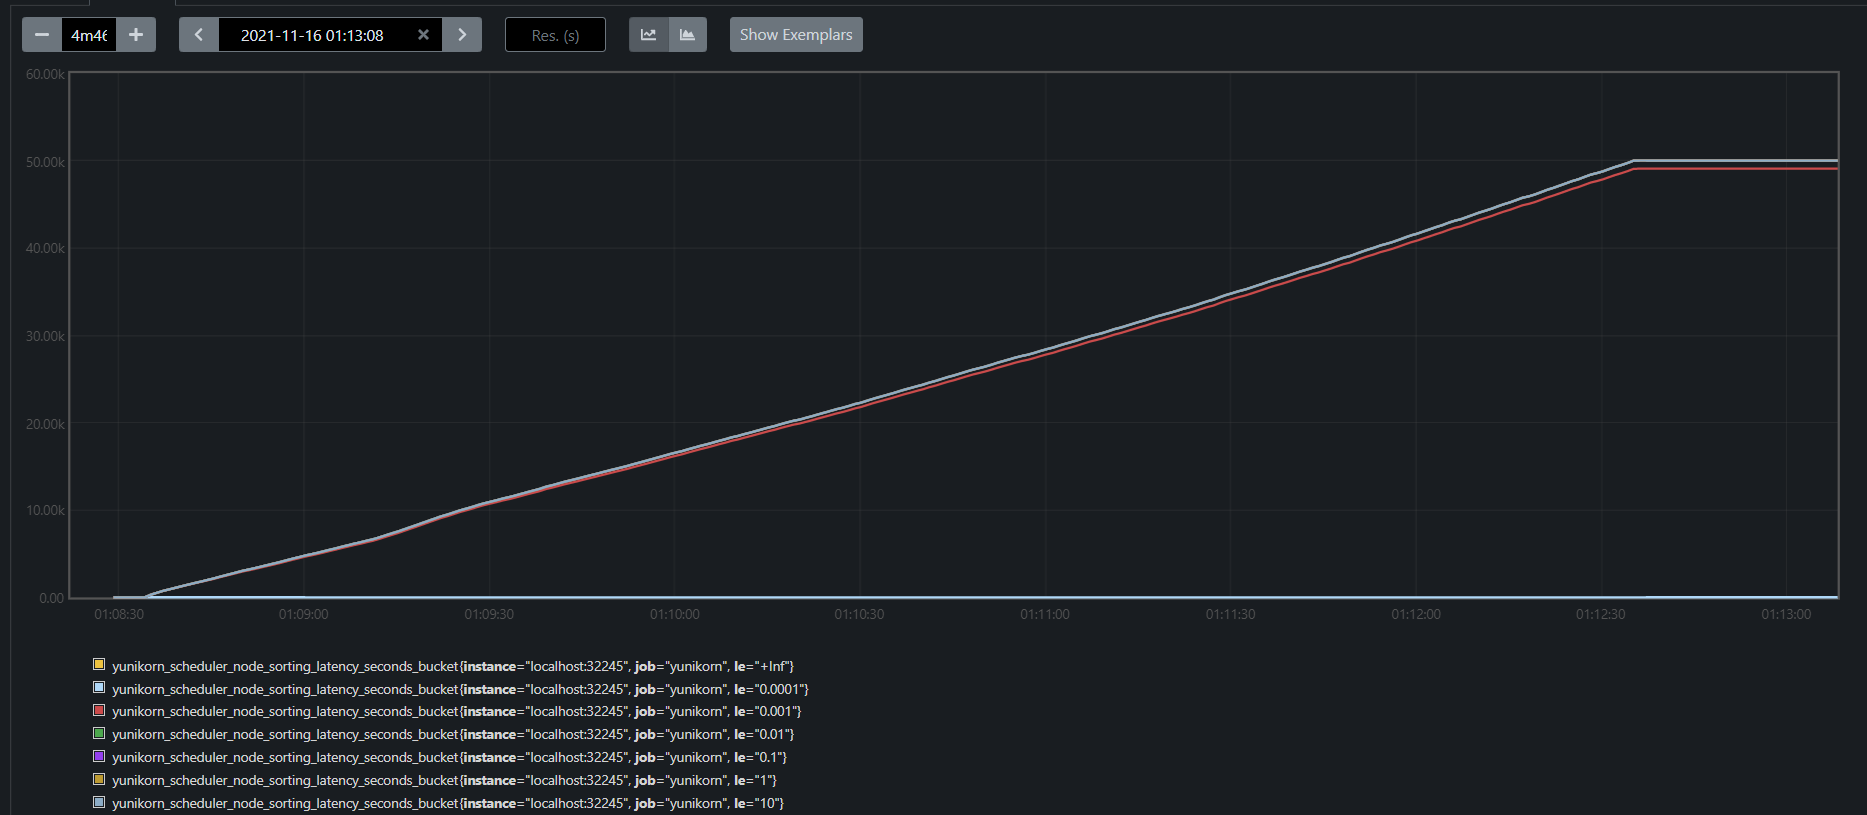 4m46
2021-11-16 01:13:08
Res. (s)
Show Exemplars
60.00k
50.00k
40.00k
30.00k
20.00k
10.00k
0.00
01:08:30 01:09:00 01:09:30 01:10:00 01:10:30 01:11:00 01:11:30 01:12:00 01:12:30 01:13:00
yunikorn_scheduler_node_sorting_latency_seconds_bucket{instance="localhost:32245", job="yunikorn", le="+Inf"}
yunikorn_scheduler_node_sorting_latency_seconds_bucket{instance="localhost:32245", job="yunikorn", le="0.0001"}
yunikorn_scheduler_node_sorting_latency_seconds_bucket{instance="localhost:32245", job="yunikorn", le="0.001"}
yunikorn_scheduler_node_sorting_latency_seconds_bucket{instance="localhost:32245", job="yunikorn", le="0.01"}
yunikorn_scheduler_node_sorting_latency_seconds_bucket{instance="localhost:32245", job="yunikorn", le="0.1"}
yunikorn_scheduler_node_sorting_latency_seconds_bucket{instance="localhost:32245", job="yunikorn", le="1"}
yunikorn_scheduler_node_sorting_latency_seconds_bucket{instance="localhost:32245", job="yunikorn", le="10"}